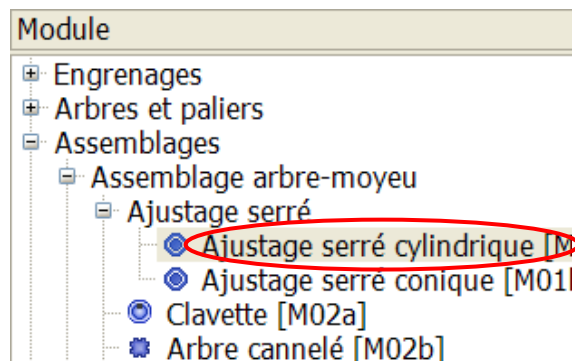 Module
Engrenages
Arbres et paliers
Assemblages
Assemblage arbre-moyeu
Ajustage serré
Ajustage serré cylindrique [M
Ajustage serré conique [M01
Clavette [M02a]
Arbre cannelé [M02b]